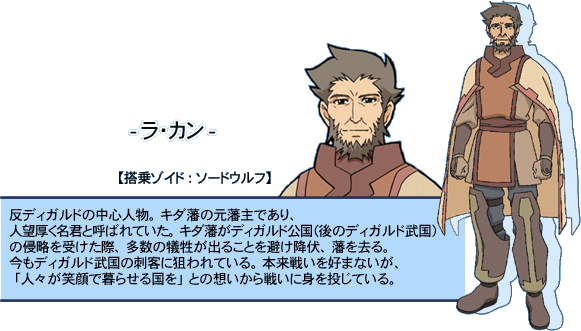 - ラ・カン -
【搭乗ゾイド : ソードウルフ】
反ディガルドの中心人物。キダ藩の元藩主であり、
人望厚く名君と呼ばれていた。キダ藩がディガルド公国(後のディガルド武国)
の侵略を受けた際、多数の犠牲が出ることを避け降伏、藩を去る。
今もディガルド武国の刺客に狙われている。本来戦いを好まないが、
「人々が笑顔で暮らせる国を」との想いから戦いに身を投じている。